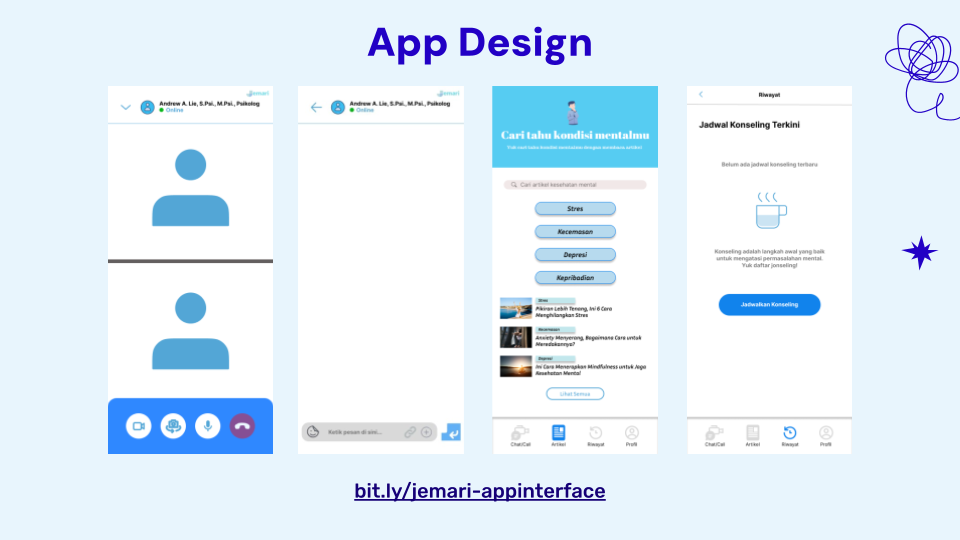 App Design
Jemari
Andrew A. Lie, S.Psi., M.Psi., Psikolog
Online
Jemari
Andrew A. Lie, S.Psi., M.Psi., Psikolog
Online
Ketik pesan di sini...
Cari tahu kondisi mentalmu
Yuk cari tahu kondisi mentalmu dengan membaca artikel
Cari artikel kesehatan mental
Stres
Kecemasan
Depresi
Kepribadian
Stres
Pikiran Lebih Tenang, Ini 6 Cara
Menghilangkan Stres
Kecemasan
Anxiety Menyerang, Bagaimana Cara untuk
Meredakannya?
Depresi
Ini Cara Menerapkan Mindfulness untuk Jaga
Kesehatan Mental
Lihat Semua
Chat/Call
Artikel
Riwayat
Profil
Riwayat
Jadwal Konseling Terkini
Belum ada jadwal konseling terbaru
Konseling adalah langkah awal yang baik
untuk mengatasi permasalahan mental.
Yuk daftar jonseling!
Jadwalkan Konseling
Chat/Call
Artikel
Riwayat
Profil
bit.ly/jemari-appinterface